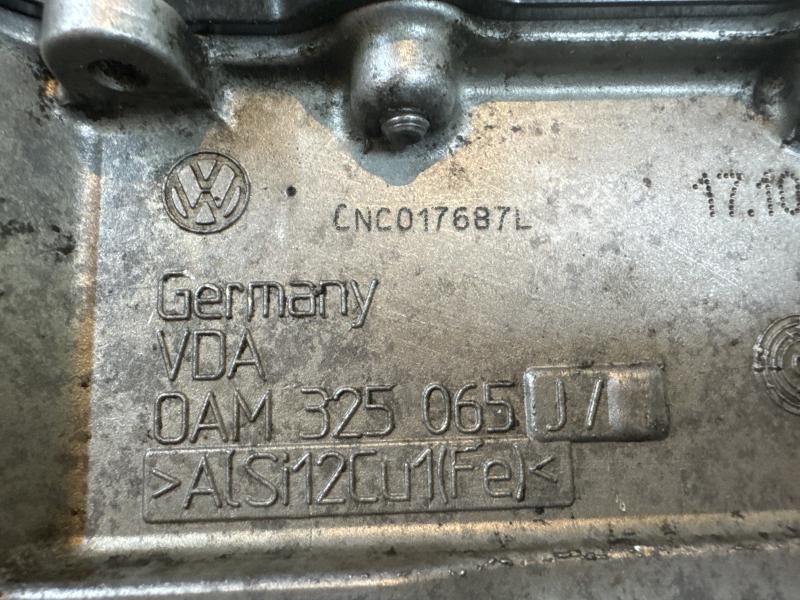 CNC017687L
17.10
Germany
VDA
0AM 325 065 J/
>AlSi12Cu1(Fe)<